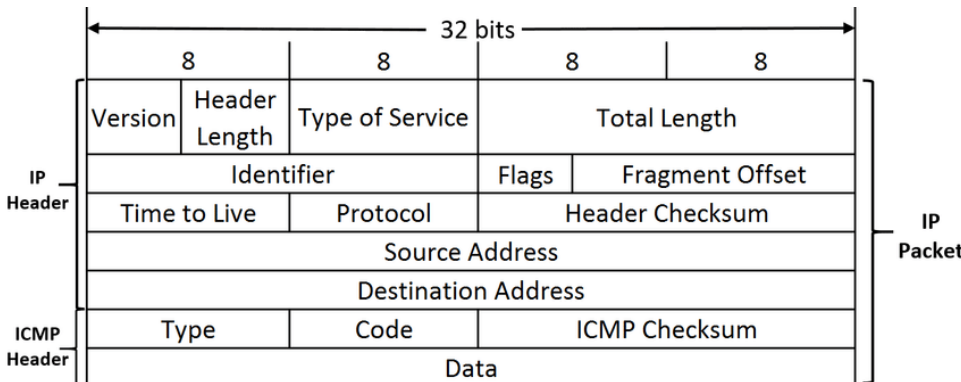 32 bits
8 8 8 8
Version Header Length Type of Service Total Length
Identifier Flags Fragment Offset
IP Header
Time to Live Protocol Header Checksum
IP Packet
Source Address
Destination Address
ICMP Header
Type Code ICMP Checksum
Data